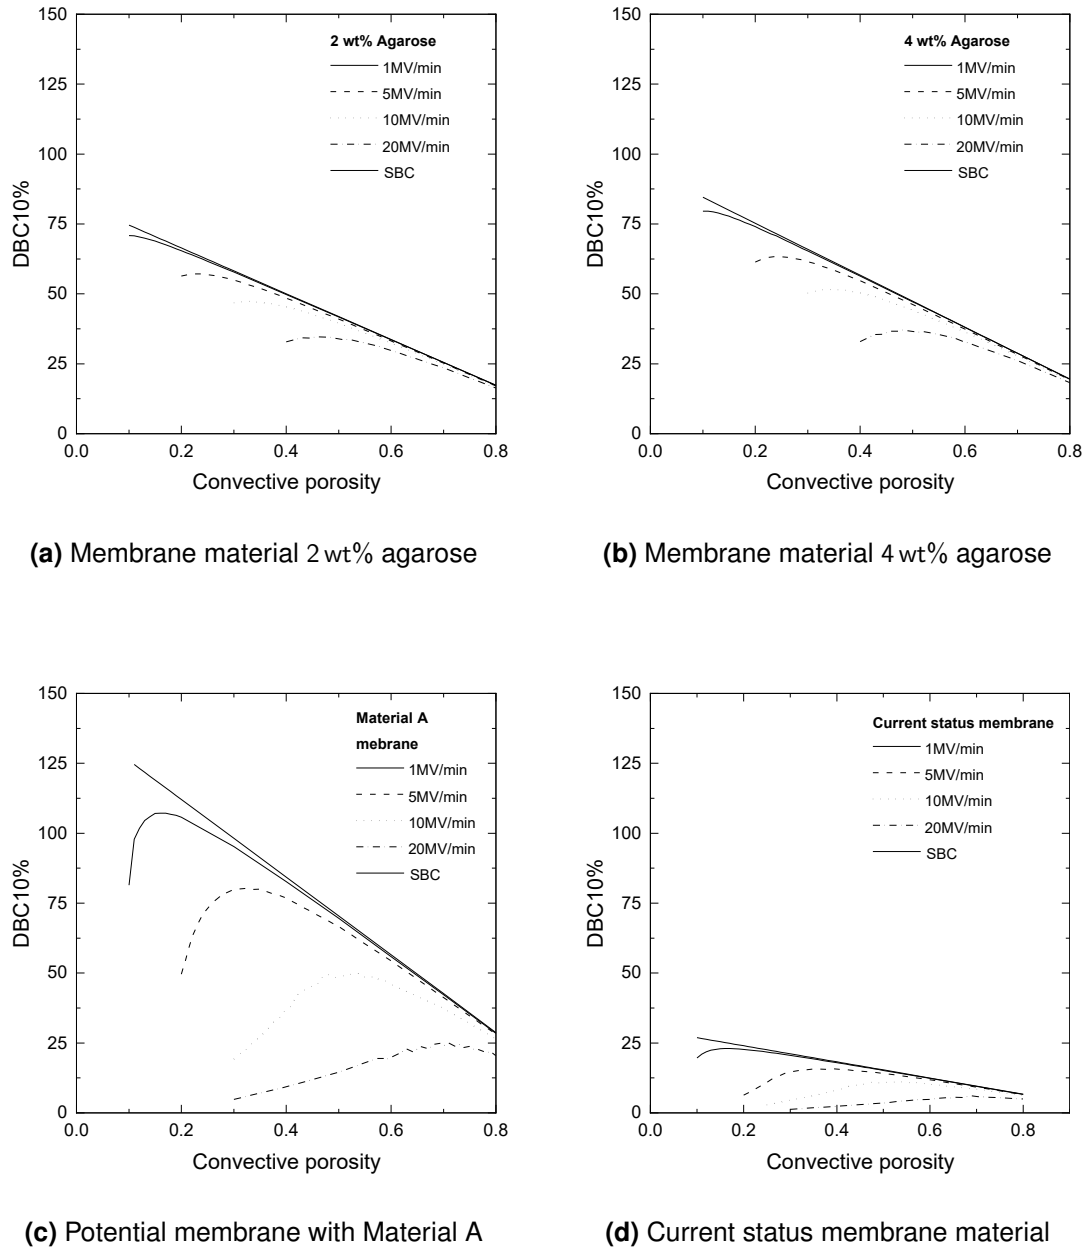 150
125
100
75
50
25
0
DBC10%
2 wt% Agarose
1MV/min
5MV/min
10MV/min
20MV/min
SBC
0.0 0.2 0.4 0.6 0.8
Convective porosity
(a) Membrane material 2 wt% agarose
150
125
100
75
50
25
0
DBC10%
4 wt% Agarose
1MV/min
5MV/min
10MV/min
20MV/min
SBC
0.0 0.2 0.4 0.6 0.8
Convective porosity
(b) Membrane material 4 wt% agarose
150
125
100
75
50
25
0
DBC10%
Material A
mebrane
1MV/min
5MV/min
10MV/min
20MV/min
SBC
0.0 0.2 0.4 0.6 0.8
Convective porosity
(c) Potential membrane with Material A
150
125
100
75
50
25
0
DBC10%
Current status membrane
1MV/min
5MV/min
10MV/min
20MV/min
SBC
0.0 0.2 0.4 0.6 0.8
Convective porosity
(d) Current status membrane material